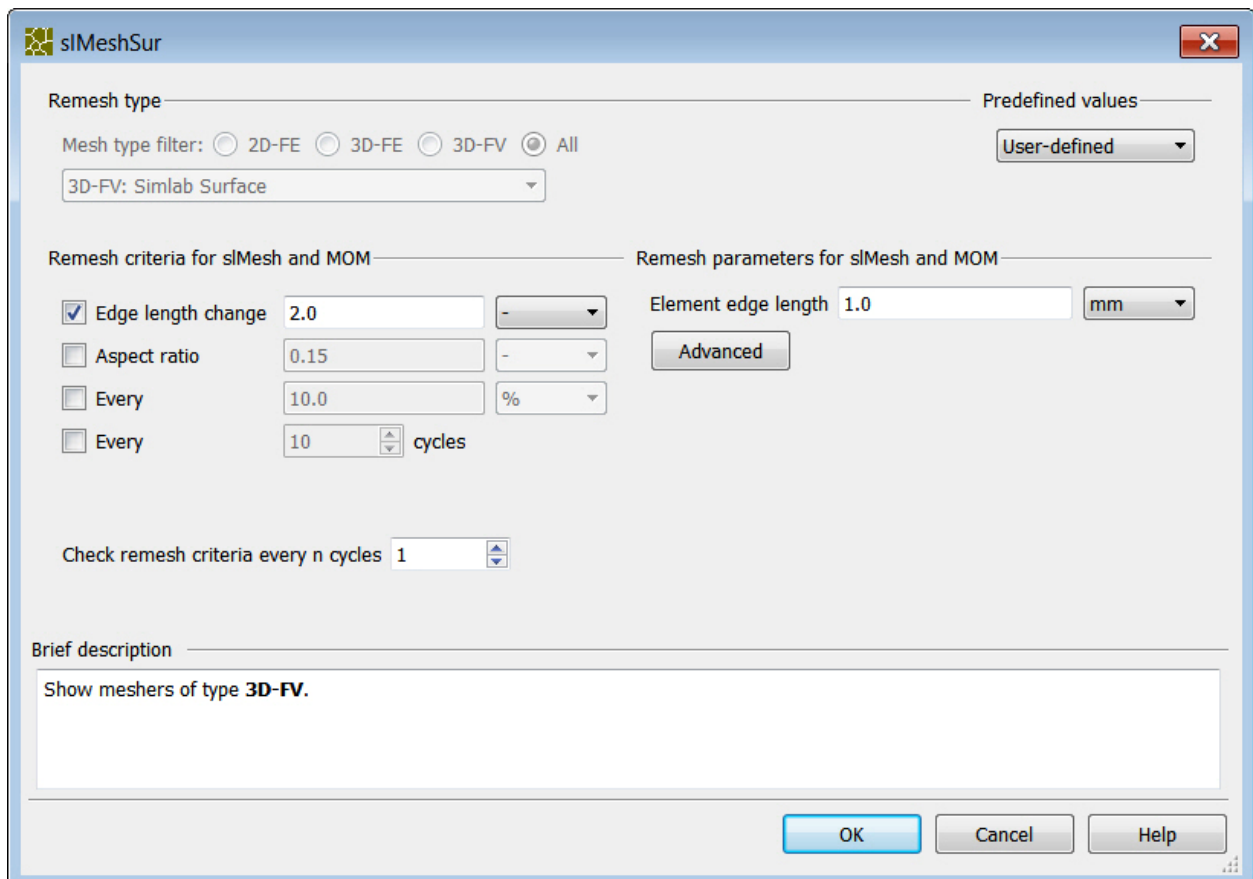 slMeshSur
Remesh type
Predefined values
Mesh type filter: 2D-FE 3D-FE 3D-FV All
User-defined
3D-FV: Simlab Surface
Remesh criteria for slMesh and MOM
Remesh parameters for slMesh and MOM
Edge length change 2.0 -
Element edge length 1.0 mm
Aspect ratio 0.15 -
Advanced
Every 10.0 %
Every 10 cycles
Check remesh criteria every n cycles 1
Brief description
Show meshers of type 3D-FV.
OK Cancel Help